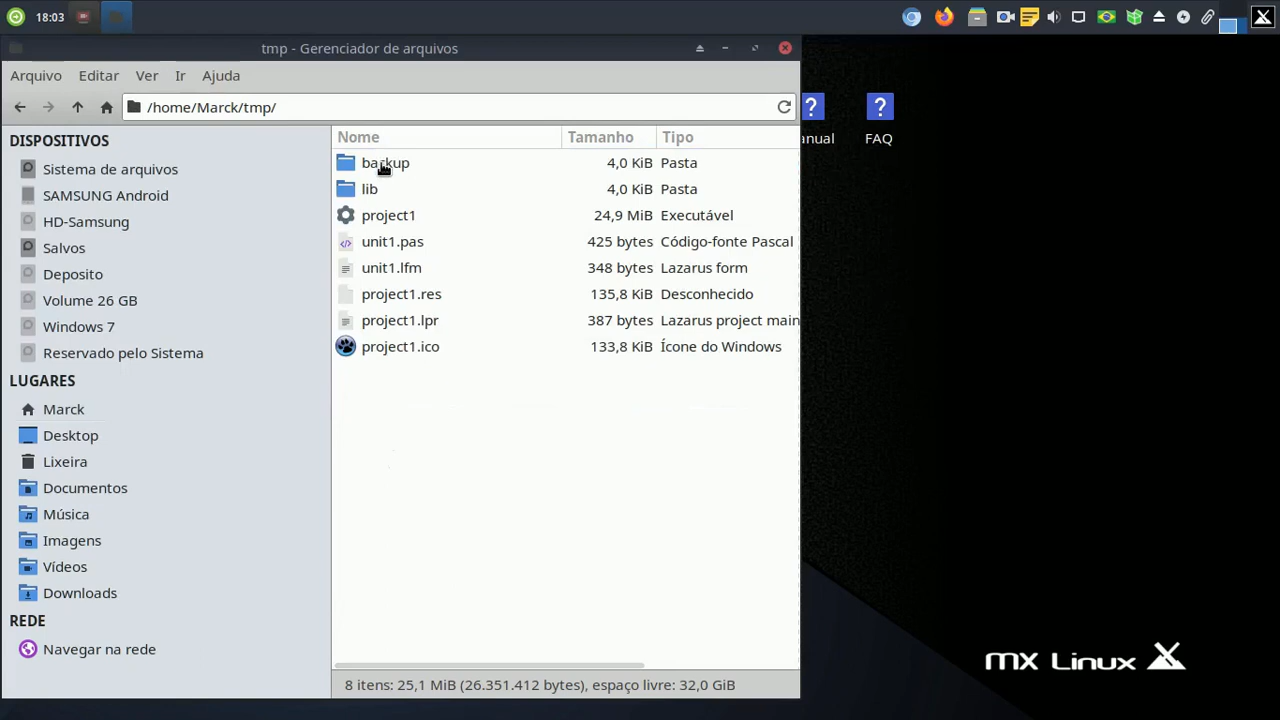 18:03
tmp - Gerenciador de arquivos
Arquivo Editar Ver Ir Ajuda
/home/Marck/tmp/
DISPOSITIVOS
Sistema de arquivos
SAMSUNG Android
HD-Samsung
Salvos
Deposito
Volume 26 GB
Windows 7
Reservado pelo Sistema
LUGARES
Marck
Desktop
Lixeira
Documentos
Música
Imagens
Vídeos
Downloads
REDE
Navegar na rede
Nome Tamanho Tipo
backup 4,0 KiB Pasta
lib 4,0 KiB Pasta
project1 24,9 MiB Executável
unit1.pas 425 bytes Código-fonte Pascal
unit1.lfm 348 bytes Lazarus form
project1.res 135,8 KiB Desconhecido
project1.lpr 387 bytes Lazarus project main
project1.ico 133,8 KiB Ícone do Windows
8 itens: 25,1 MiB (26.351.412 bytes), espaço livre: 32,0 GiB
anual
FAQ
MX Linux